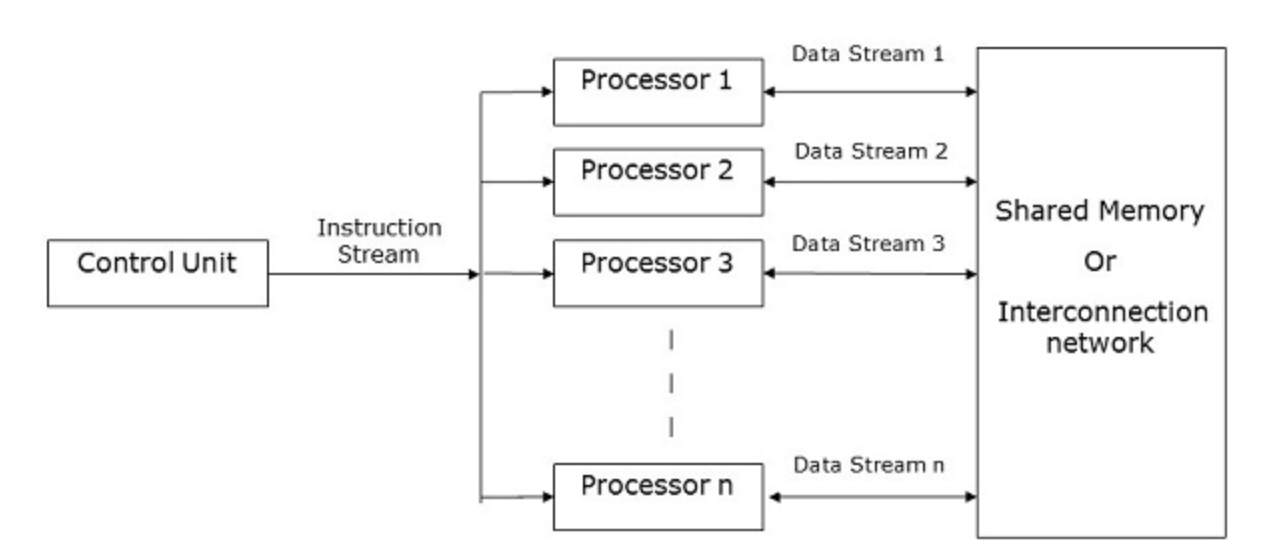 Control Unit
Instruction
Stream
Processor 1
Processor 2
Processor 3
Processor n
Data Stream 1
Data Stream 2
Data Stream 3
Data Stream n
Shared Memory
Or
Interconnection
network